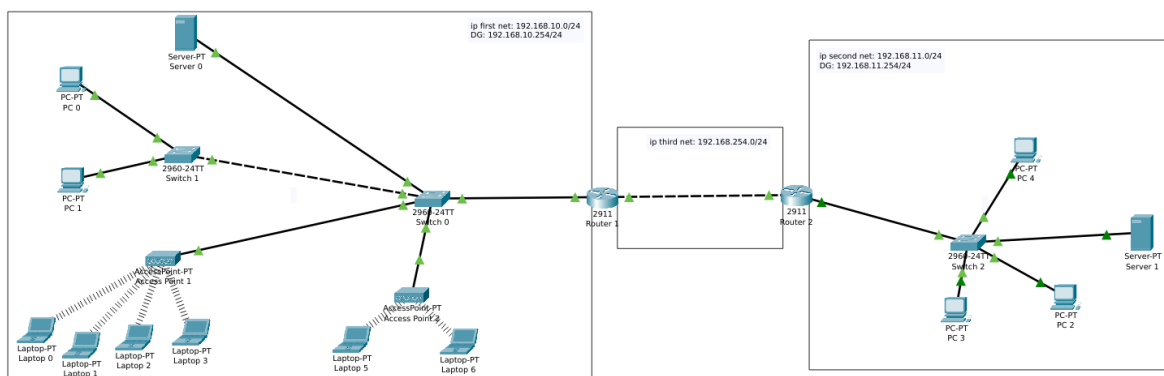 ip first net: 192.168.10.0/24
DG: 192.168.10.254/24
Server-PT
Server 0
PC-PT
PC 0
PC-PT
PC 1
2960-24TT
Switch 1
2960-24TT
Switch 0
AccessPoint-PT
Access Point 1
AccessPoint-PT
Access Point 2
Laptop-PT
Laptop 0
Laptop-PT
Laptop 1
Laptop-PT
Laptop 2
Laptop-PT
Laptop 3
Laptop-PT
Laptop 5
Laptop-PT
Laptop 6
2911
Router 1
ip third net: 192.168.254.0/24
2911
Router 2
ip second net: 192.168.11.0/24
DG: 192.168.11.254/24
PC-PT
PC 4
2960-24TT
Switch 2
Server-PT
Server 1
PC-PT
PC 2
PC-PT
PC 3